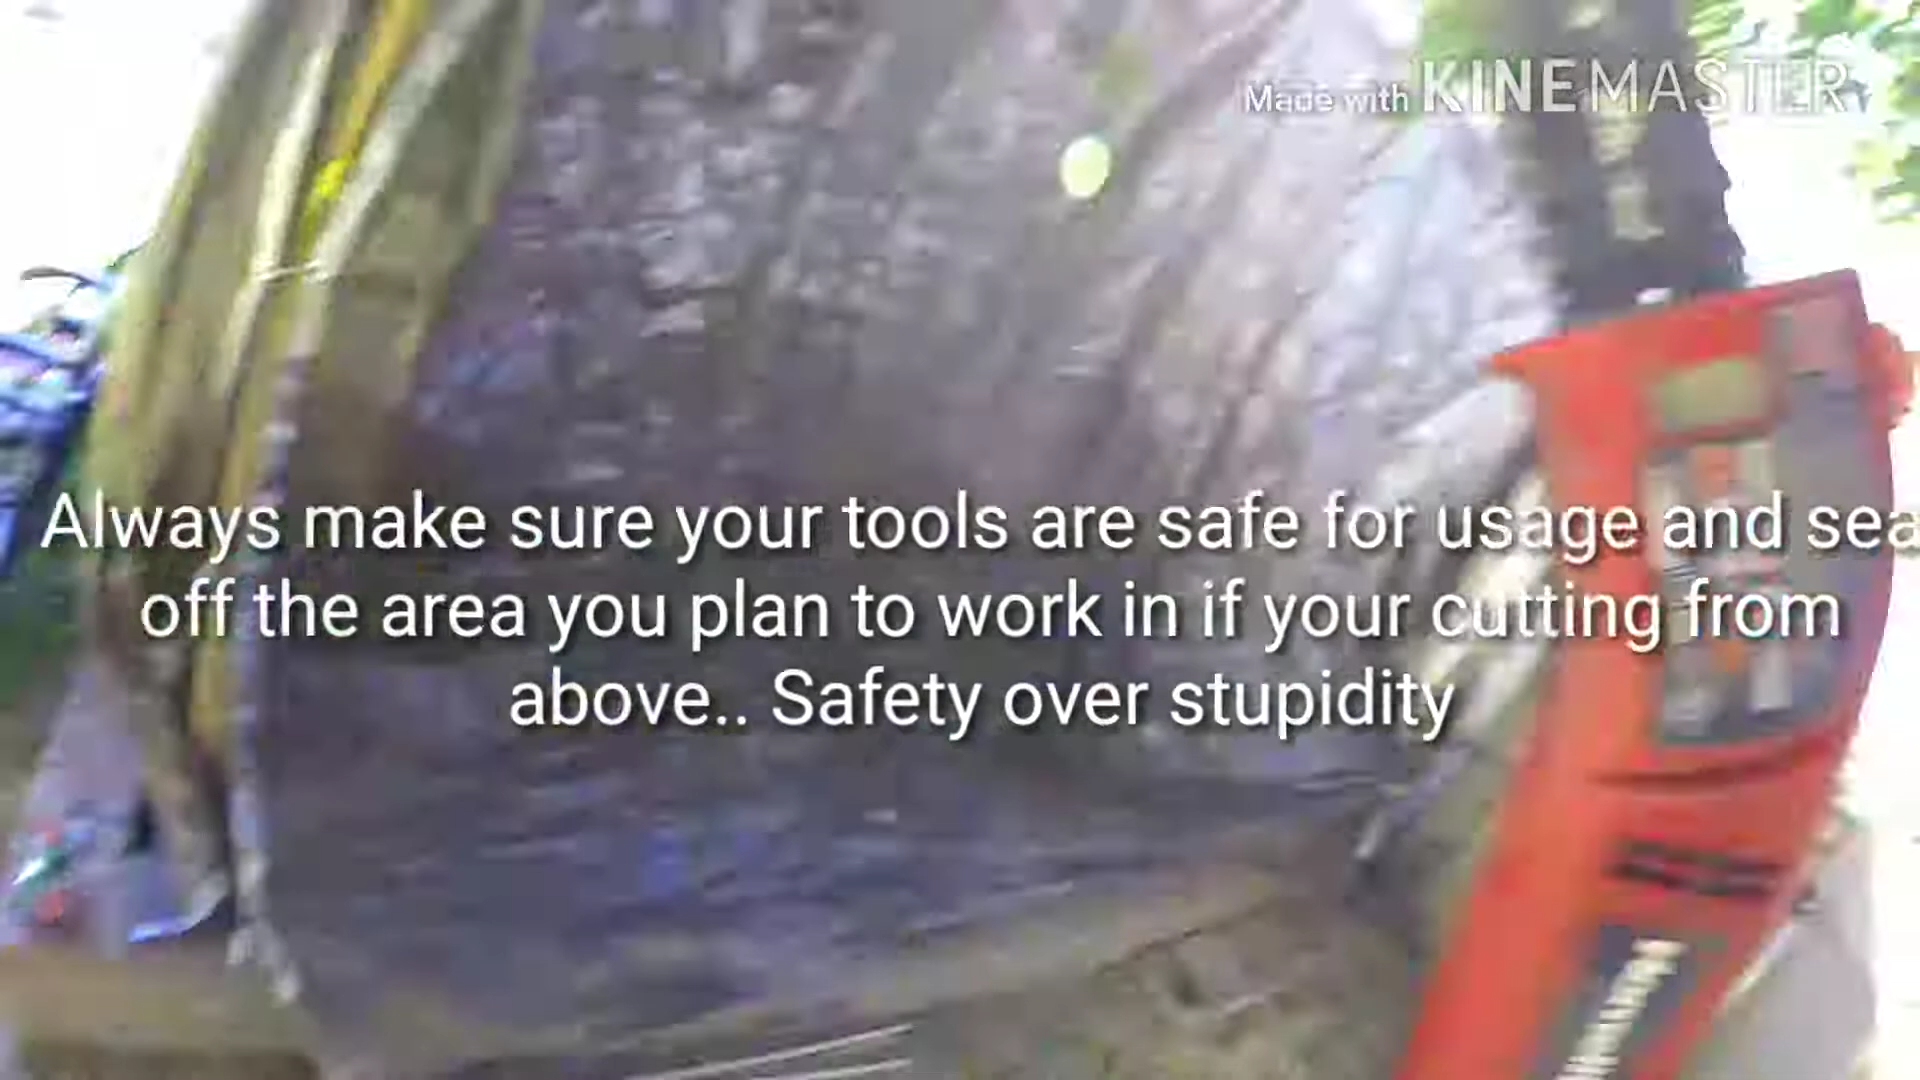 Made with KINEMASTER
Always make sure your tools are safe for usage and sea
off the area you plan to work in if your cutting from
above.. Safety over stupidity